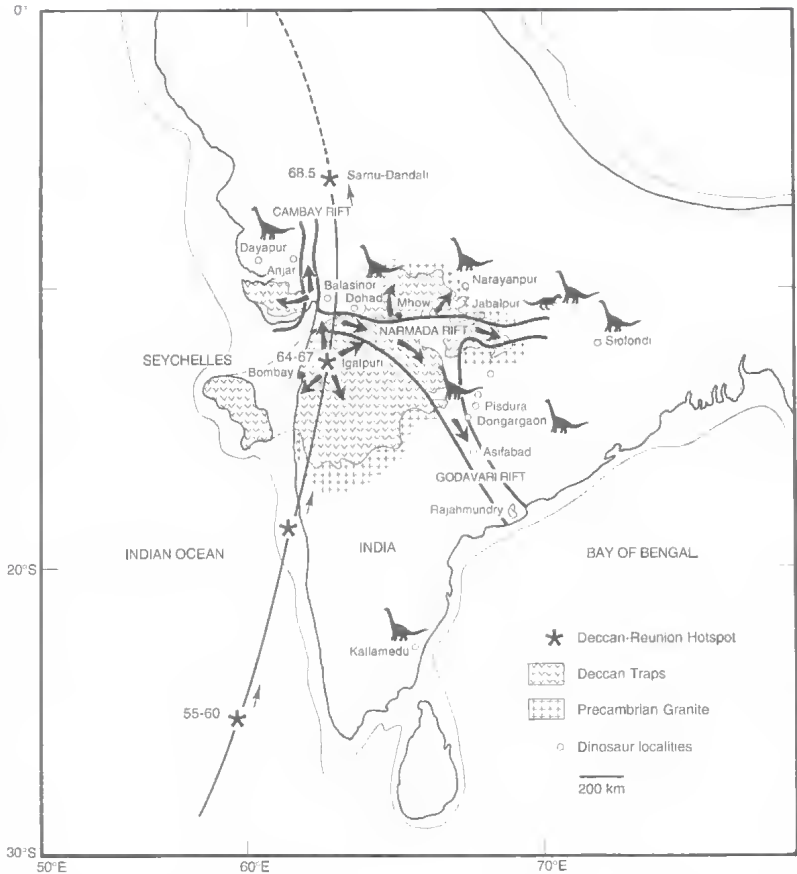 0°
68.5
Sarnu-Dandali
CAMBAY RIFT
Dayapur
Anjar
Narayanpur
Balasinor
Dohad
Mhow
Jabalpur
NARMADA RIFT
Srofondi
SEYCHELLES
64-67
Bombay
Igatpuri
Pisdura
Dongargaon
Asifabad
GODAVARI RIFT
Rajahmundry
INDIAN OCEAN
INDIA
BAY OF BENGAL
20°S
Deccan-Reunion Hotspot
Kallamedu
Deccan Traps
55-60
Precambrian Granite
Dinosaur localities
200 km
30°S
50°E
60°E
70°E